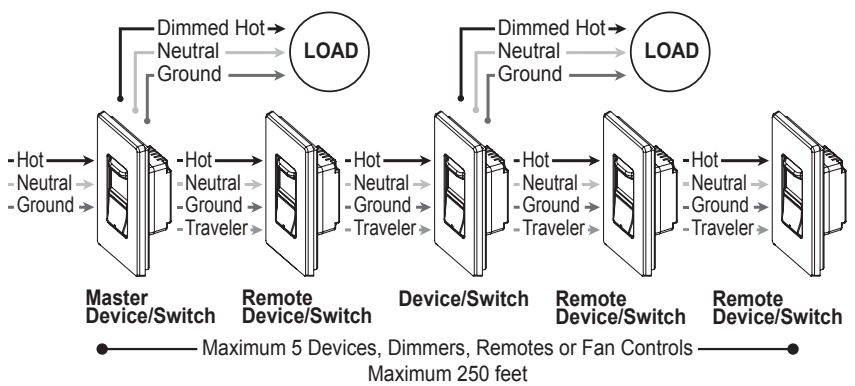 Dimmed Hot
Neutral
Ground
LOAD
Dimmed Hot
Neutral
Ground
LOAD
Hot
Neutral
Ground
Hot
Neutral
Ground
Traveler
Hot
Neutral
Ground
Traveler
Hot
Neutral
Ground
Traveler
Hot
Neutral
Ground
Traveler
Master
Device/Switch
Remote
Device/Switch
Device/Switch
Remote
Device/Switch
Remote
Device/Switch
Maximum 5 Devices, Dimmers, Remotes or Fan Controls
Maximum 250 feet